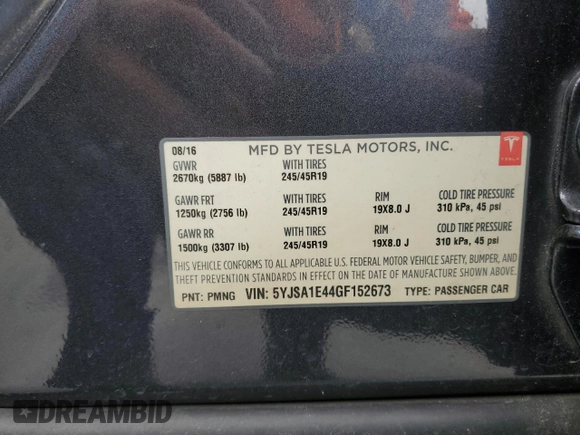 08/16 MFD BY TESLA MOTORS, INC.
TESLA
GVWR WITH TIRES
2670kg (5887 lb) 245/45R19
GAWR FRT WITH TIRES RIM COLD TIRE PRESSURE
1250kg (2756 lb) 245/45R19 19X8.0 J 310 kPa, 45 psi
GAWR RR WITH TIRES RIM COLD TIRE PRESSURE
1500kg (3307 lb) 245/45R19 19X8.0 J 310 kPa, 45 psi
THIS VEHICLE CONFORMS TO ALL APPLICABLE U.S. FEDERAL MOTOR VEHICLE SAFETY, BUMPER, AND
THEFT PREVENTION STANDARDS IN EFFECT ON THE DATE OF MANUFACTURE SHOWN ABOVE.
PNT: PMNG VIN: 5YJSA1E44GF152673 TYPE: PASSENGER CAR
DREAMBID